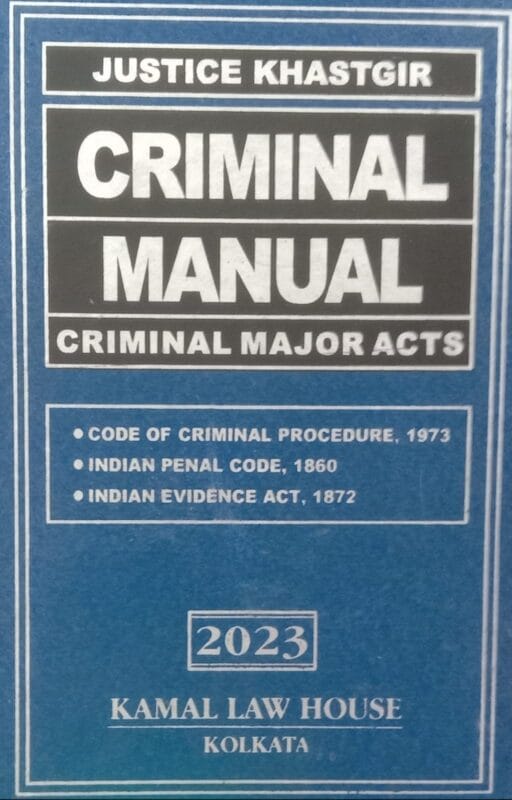 JUSTICE KHASTGIR
CRIMINAL
MANUAL
CRIMINAL MAJOR ACTS
• CODE OF CRIMINAL PROCEDURE, 1973
• INDIAN PENAL CODE, 1860
• INDIAN EVIDENCE ACT, 1872
2023
KAMAL LAW HOUSE
KOLKATA